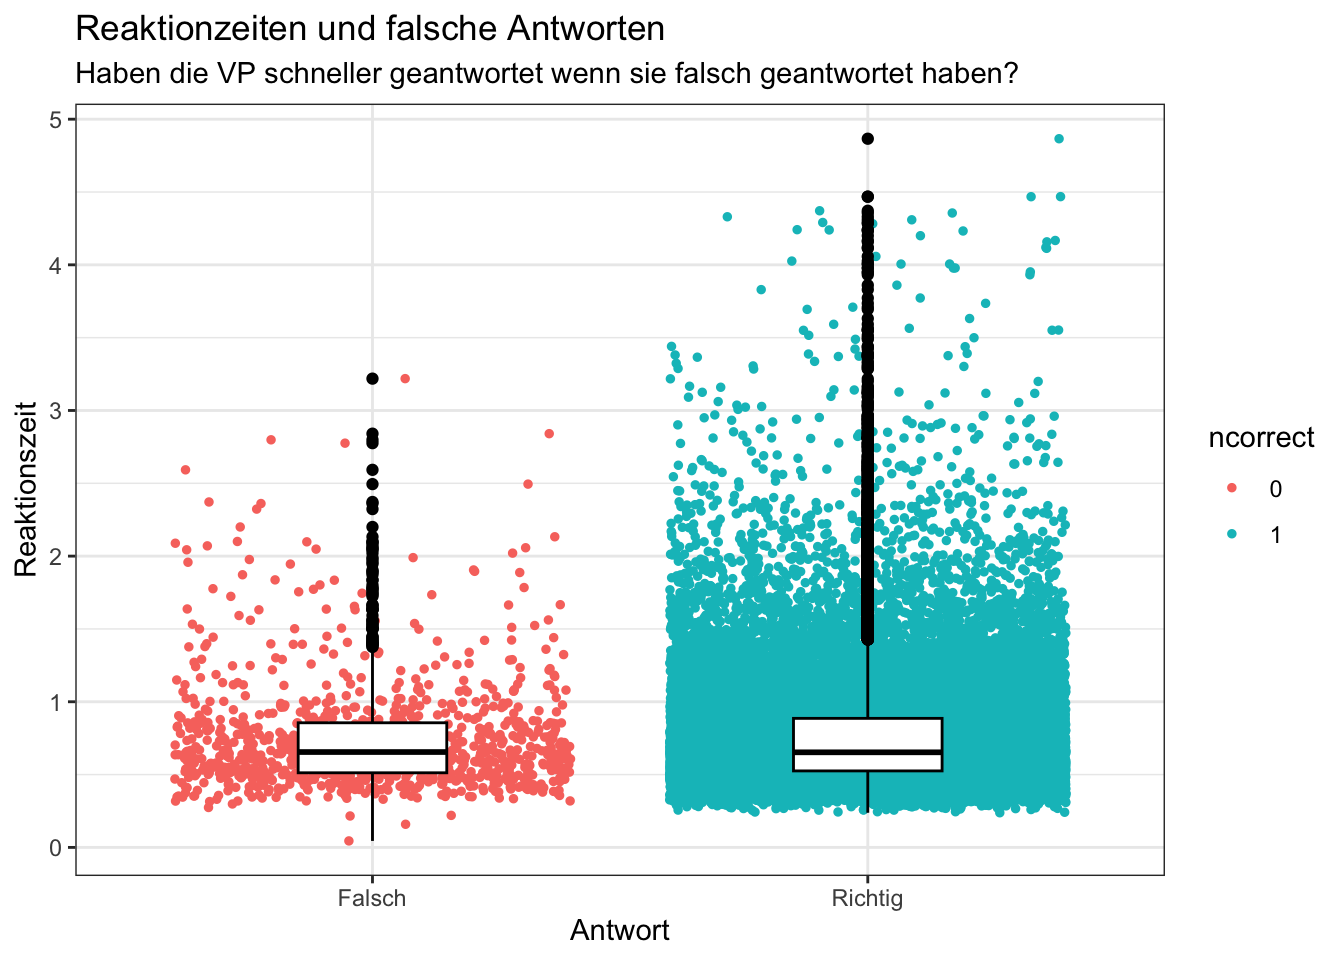 Reaktionzeiten und falsche Antworten
Haben die VP schneller geantwortet wenn sie falsch geantwortet haben?
5
4
3
2
1
0
Reaktionszeit
Falsch
Richtig
Antwort
ncorrect
0
1